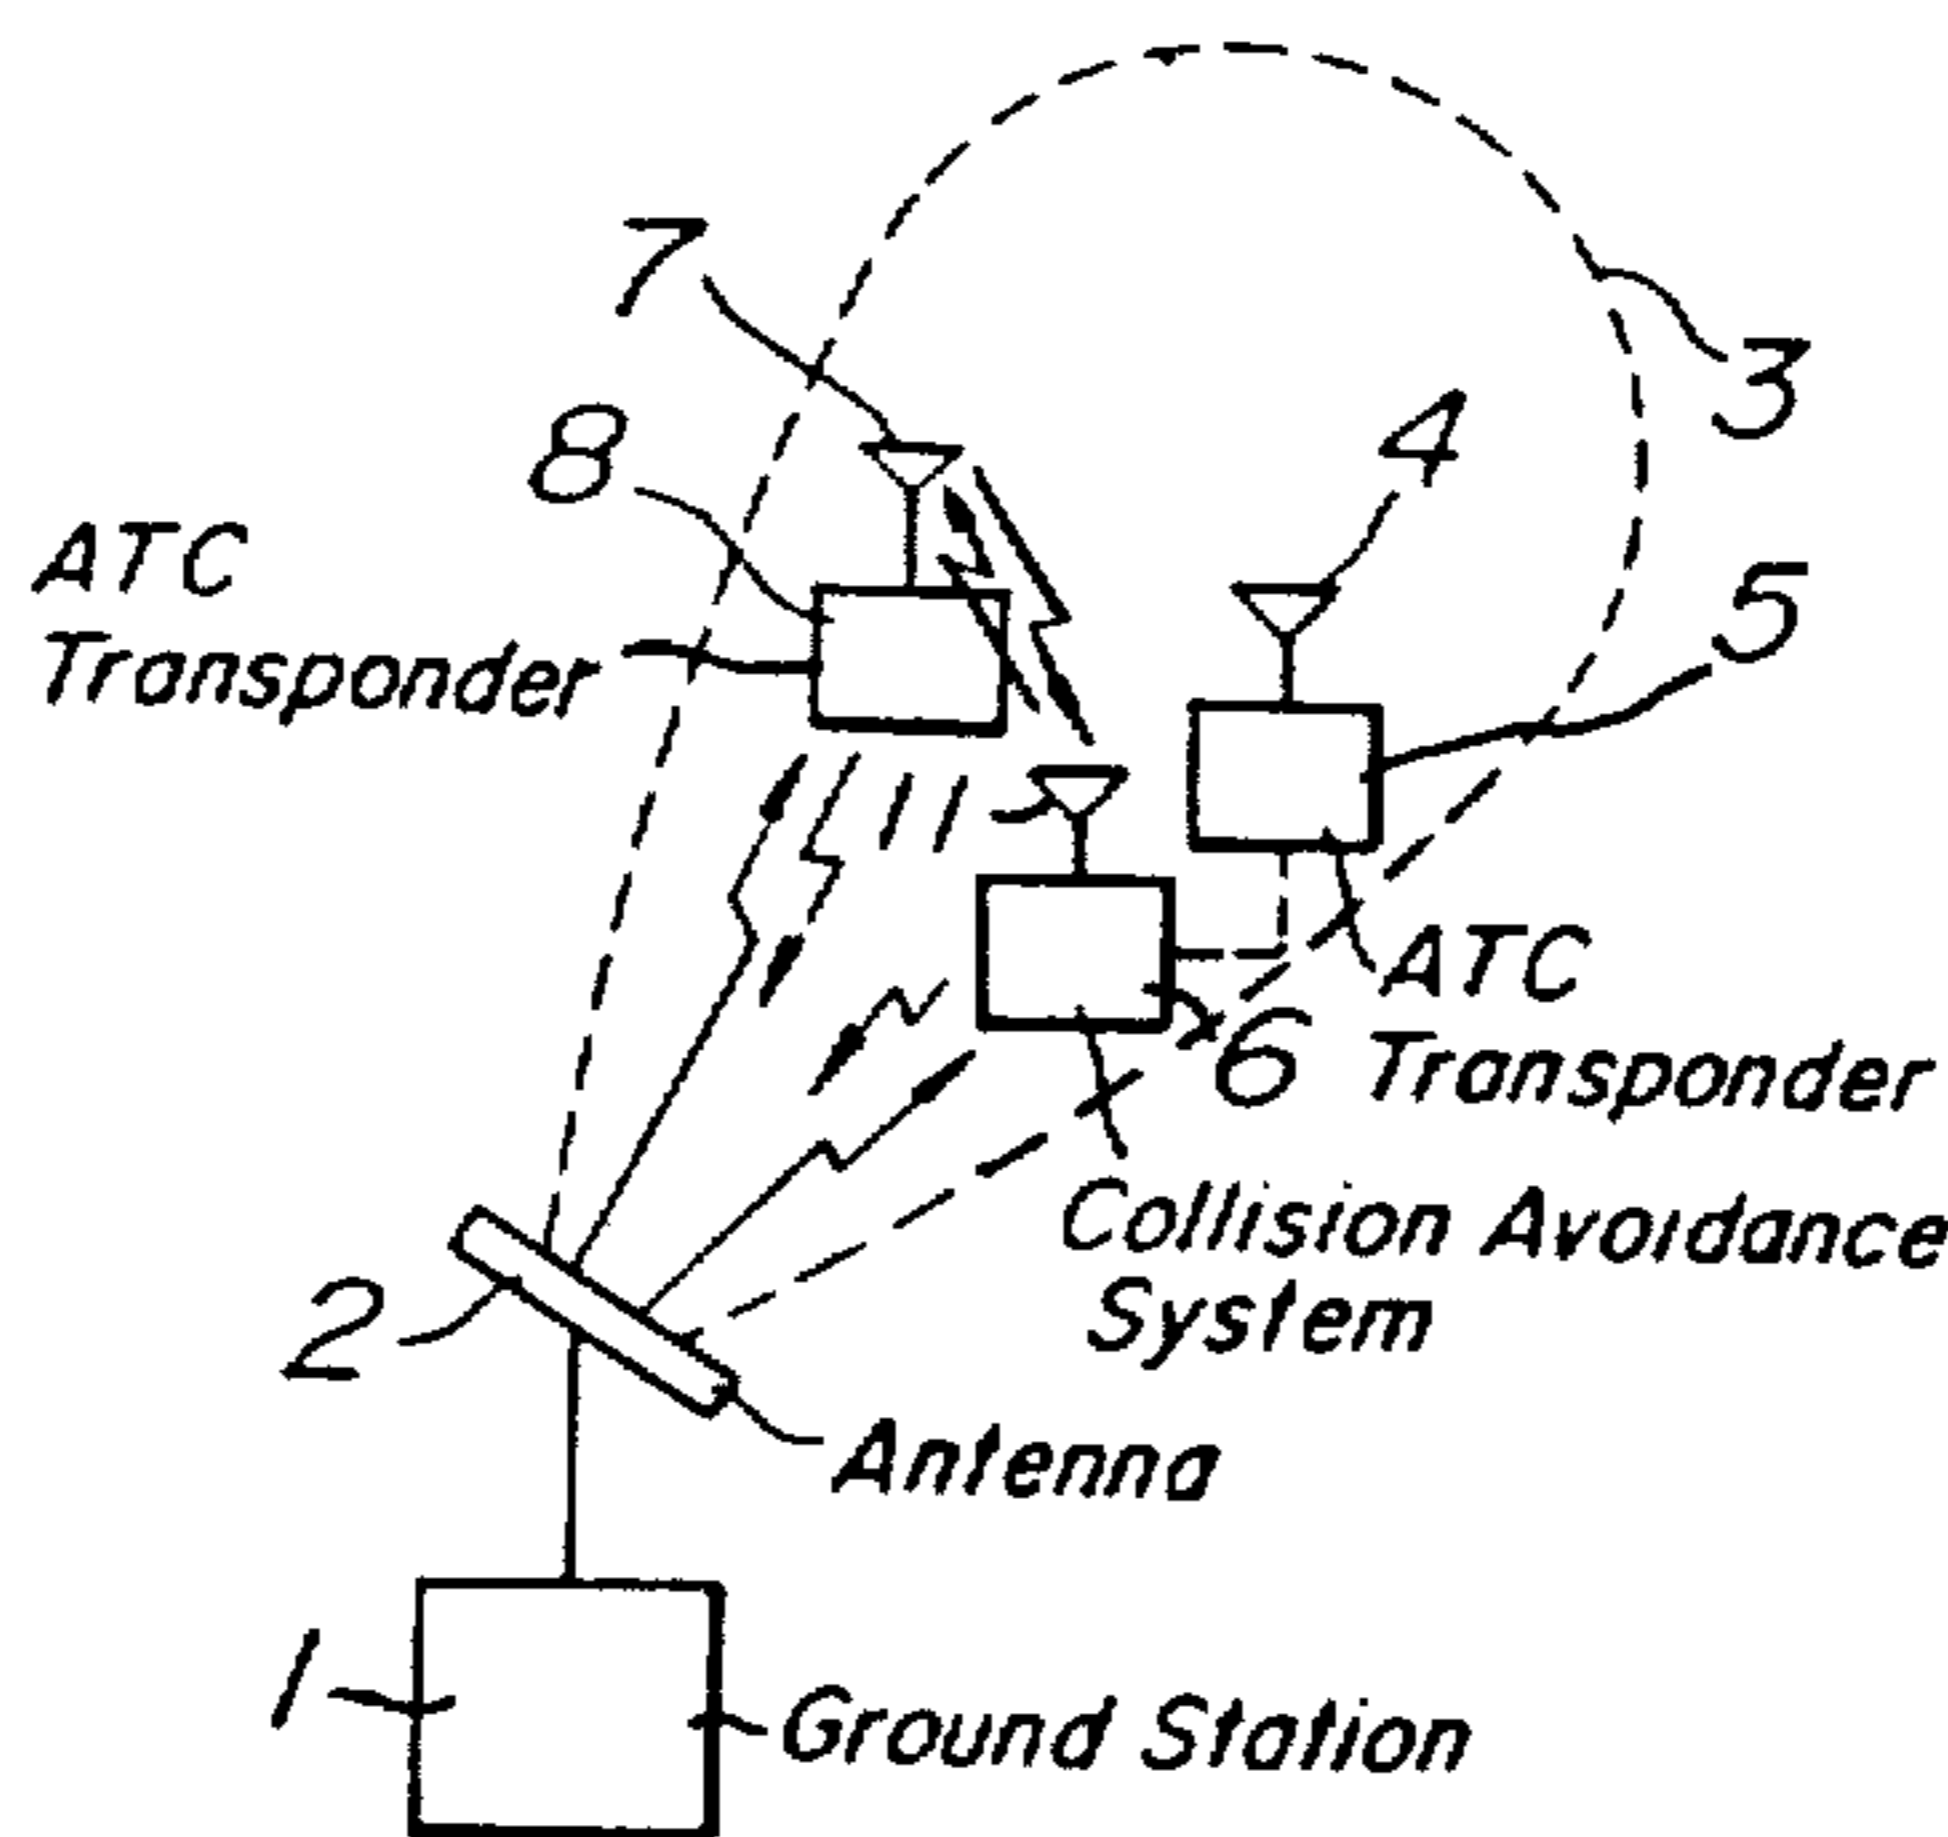 7
3
4
8
ATC
Transponder
5
11
ATC
6 Transponder
Collision Avoidance
System
2
Antenna
1
Ground Station